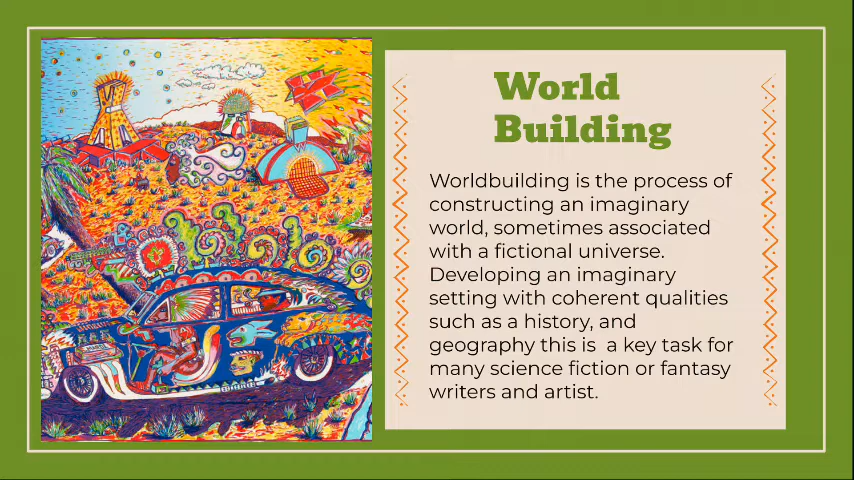 World
Building
Worldbuilding is the process of
constructing an imaginary
world, sometimes associated
with a fictional universe.
Developing an imaginary
setting with coherent qualities
such as a history, and
geography this is  a key task for
many science fiction or fantasy
writers and artist.